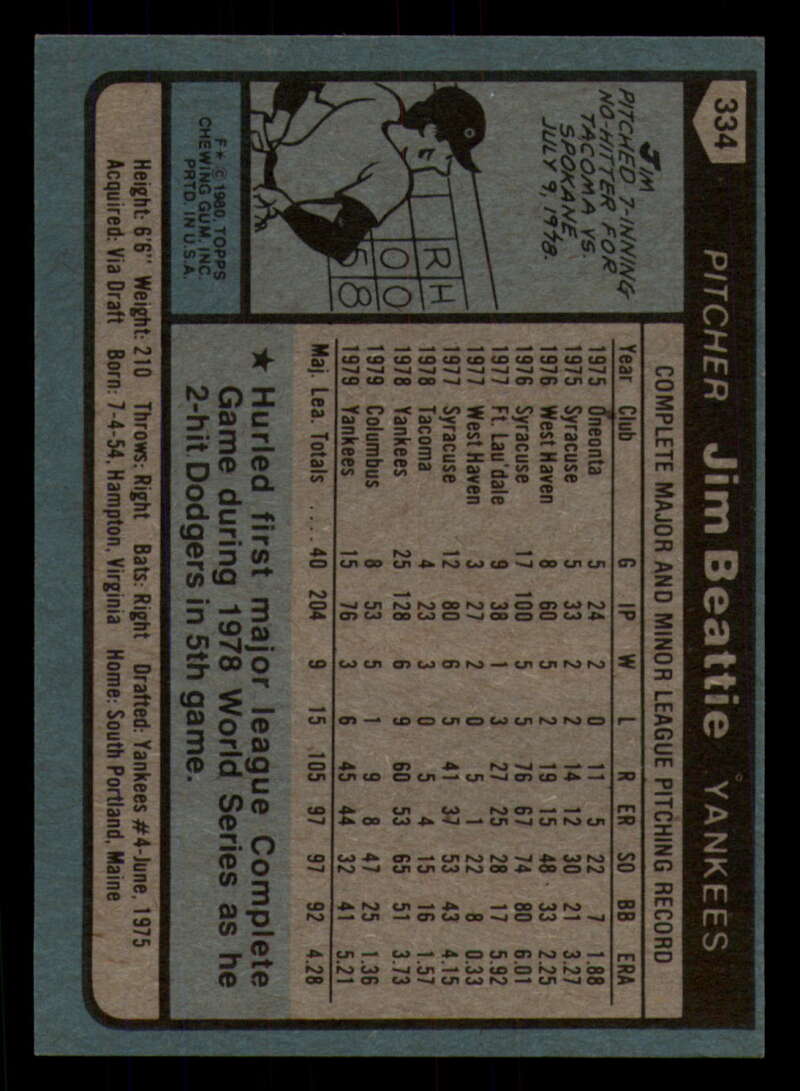 334
PITCHER Jim Beattie YANKEES
JIM
PITCHED 7-INNING
NO-HITTER FOR
TACOMA VS.
SPOKANE,
JULY 9, 1978.
R H
0 0
5 8
F* © 1980, TOPPS
CHEWING GUM, INC.
PRTD. IN U.S.A.
COMPLETE MAJOR AND MINOR LEAGUE PITCHING RECORD
Year Club G IP W L R ER SO BB ERA
1975 Oneonta 5 24 2 0 11 5 22 7 1.88
1975 Syracuse 5 33 2 2 14 12 30 21 3.27
1976 West Haven 8 60 5 2 19 15 48 33 2.25
1976 Syracuse 17 100 5 5 76 67 74 80 6.01
1977 Ft. Lau'dale 9 38 1 3 27 25 28 17 5.92
1977 West Haven 3 27 2 0 5 1 22 8 0.33
1977 Syracuse 12 80 6 5 41 37 53 43 4.15
1978 Tacoma 4 23 3 0 5 4 15 16 1.57
1978 Yankees 25 128 6 9 60 53 65 51 3.73
1979 Columbus 8 53 5 1 9 8 47 25 1.36
1979 Yankees 15 76 3 6 45 44 32 41 5.21
Maj. Lea. Totals .... 40 204 9 15 105 97 97 92 4.28
★ Hurled first major league Complete
Game during 1978 World Series as he
2-hit Dodgers in 5th game.
Height: 6'6" Weight: 210 Throws: Right Bats: Right Drafted: Yankees #4-June, 1975
Acquired: Via Draft Born: 7-4-54, Hampton, Virginia Home: South Portland, Maine